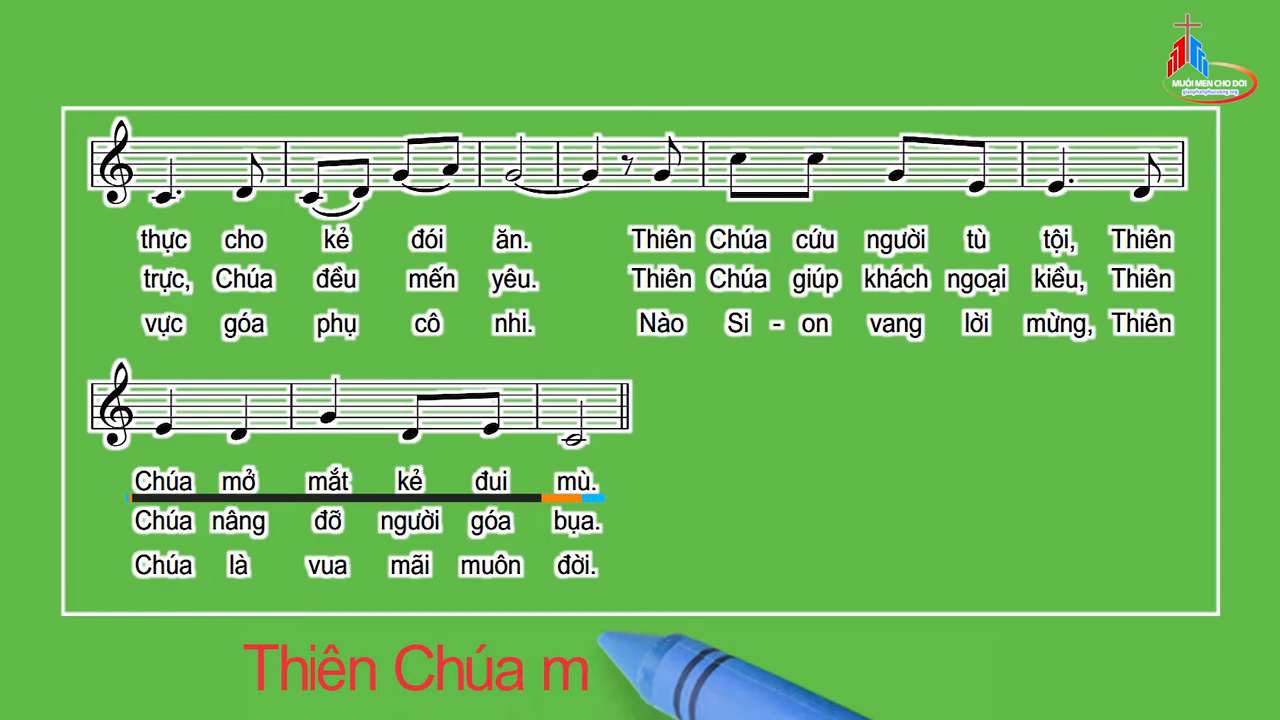 MUỐI MEN CHO ĐỜI
giaophanphucuong.org
thực cho kẻ đói ăn. Thiên Chúa cứu người tù tội, Thiên
trực, Chúa đều mến yêu. Thiên Chúa giúp khách ngoại kiều, Thiên
vực góa phụ cô nhi. Nào Si - on vang lời mừng, Thiên
Chúa mở mắt kẻ đui mù.
Chúa nâng đỡ người góa bụa.
Chúa là vua mãi muôn đời.
Thiên Chúa m